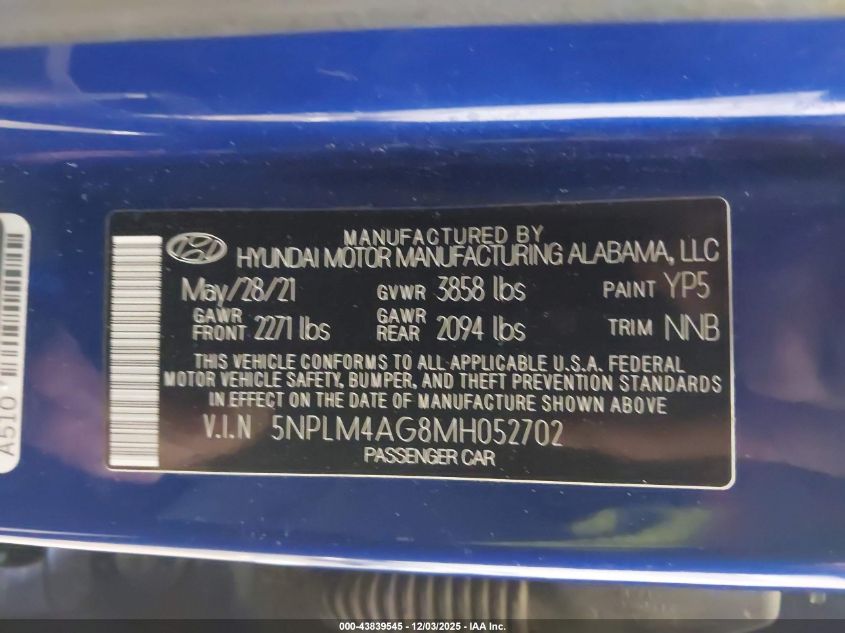 MANUFACTURED BY
HYUNDAI MOTOR MANUFACTURING ALABAMA, LLC
May/28/21 GVWR 3858 lbs PAINT YP5
GAWR FRONT 2271 lbs GAWR REAR 2094 lbs TRIM NNB
THIS VEHICLE CONFORMS TO ALL APPLICABLE U.S.A. FEDERAL
MOTOR VEHICLE SAFETY, BUMPER, AND THEFT PREVENTION STANDARDS
IN EFFECT ON THE DATE OF MANUFACTURE SHOWN ABOVE
V.I.N 5NPLM4AG8MH052702
PASSENGER CAR
A510
000-43839545 - 12/03/2025 - IAA Inc.